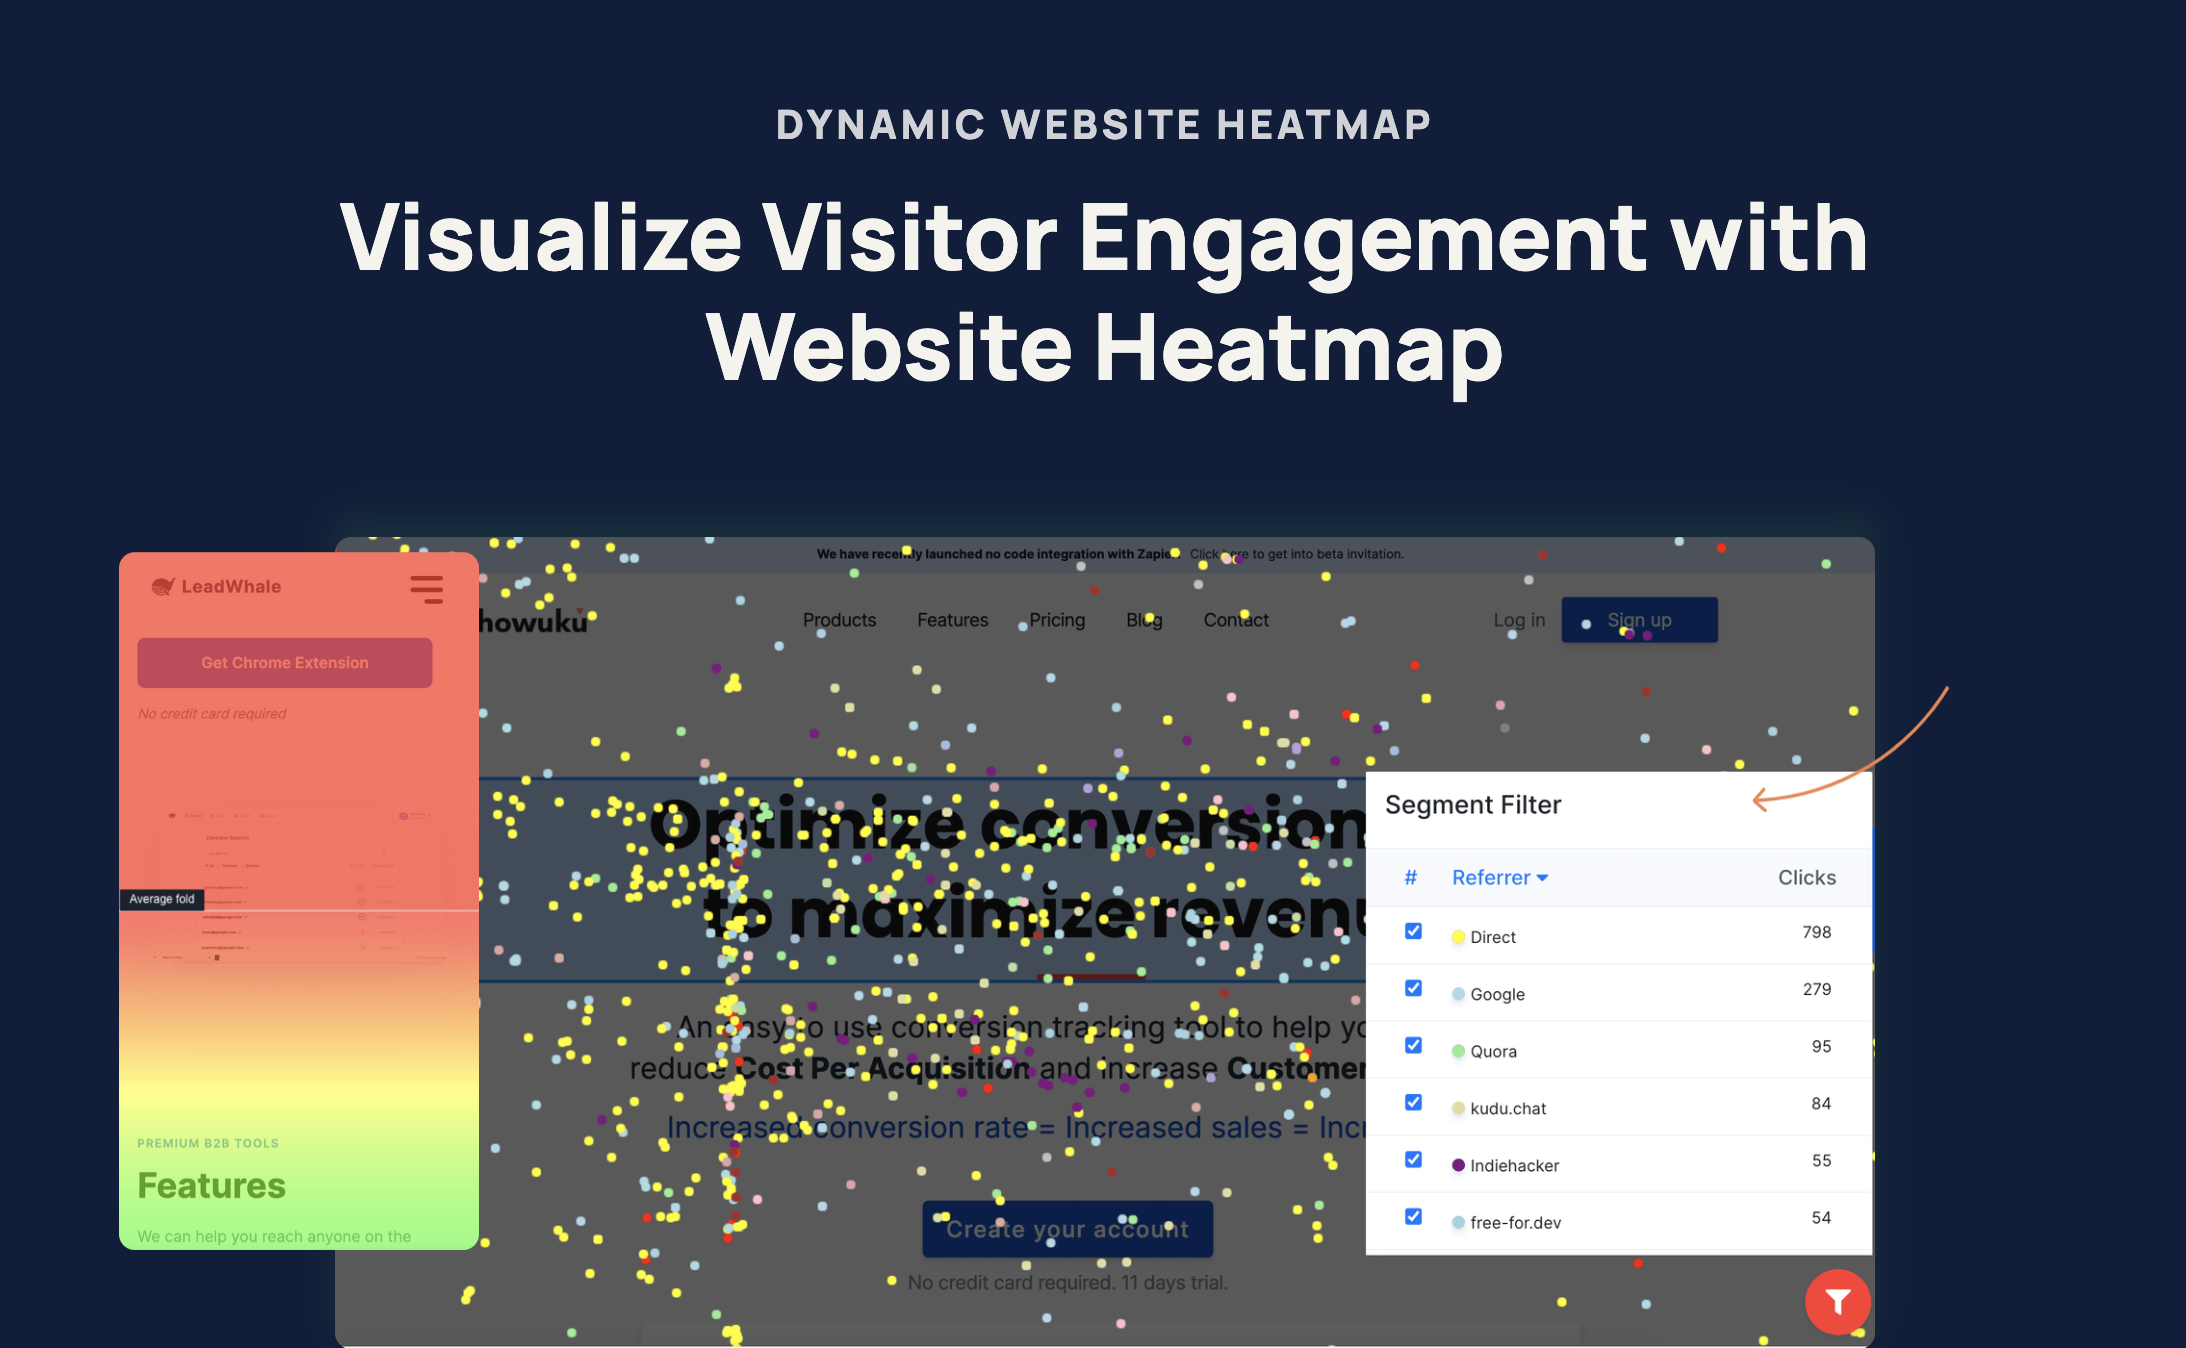 DYNAMIC WEBSITE HEATMAP
Visualize Visitor Engagement with
Website Heatmap
We have recently launched no code integration with Zapier. Click here to get into beta invitation.
howuku
Products Features Pricing Blog Contact Log in Sign up
Optimize conversion
to maximize revenu
An easy to use conversion tracking tool to help yo
reduce Cost Per Acquisition and increase Customer
Increased conversion rate = Increased sales = Incr
Create your account
No credit card required. 11 days trial.
LeadWhale
Get Chrome Extension
No credit card required
Domain Search
Average fold
PREMIUM B2B TOOLS
Features
We can help you reach anyone on the
Segment Filter
# Referrer Clicks
Direct 798
Google 279
Quora 95
kudu.chat 84
Indiehacker 55
free-for.dev 54